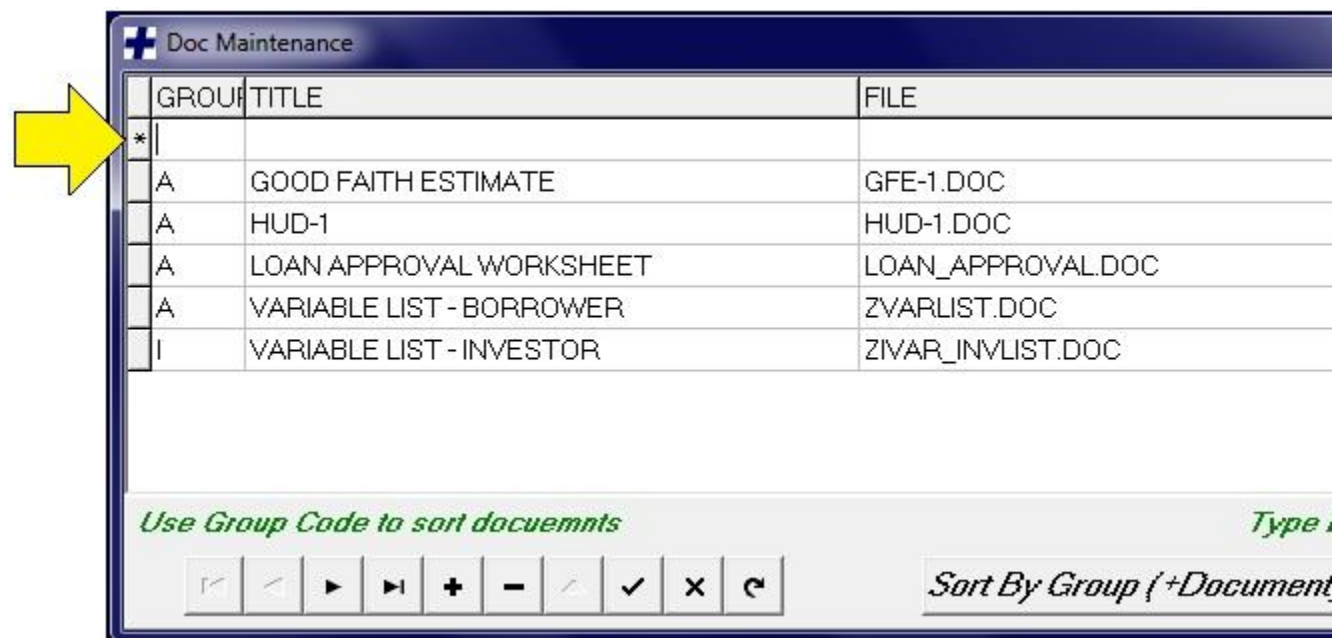 Doc Maintenance
GROUP TITLE FILE
*
A GOOD FAITH ESTIMATE GFE-1.DOC
A HUD-1 HUD-1.DOC
A LOAN APPROVAL WORKSHEET LOAN_APPROVAL.DOC
A VARIABLE LIST - BORROWER ZVARLIST.DOC
I VARIABLE LIST - INVESTOR ZIVAR_INVLIST.DOC
Use Group Code to sort docuemnts Type
Sort By Group (+Document